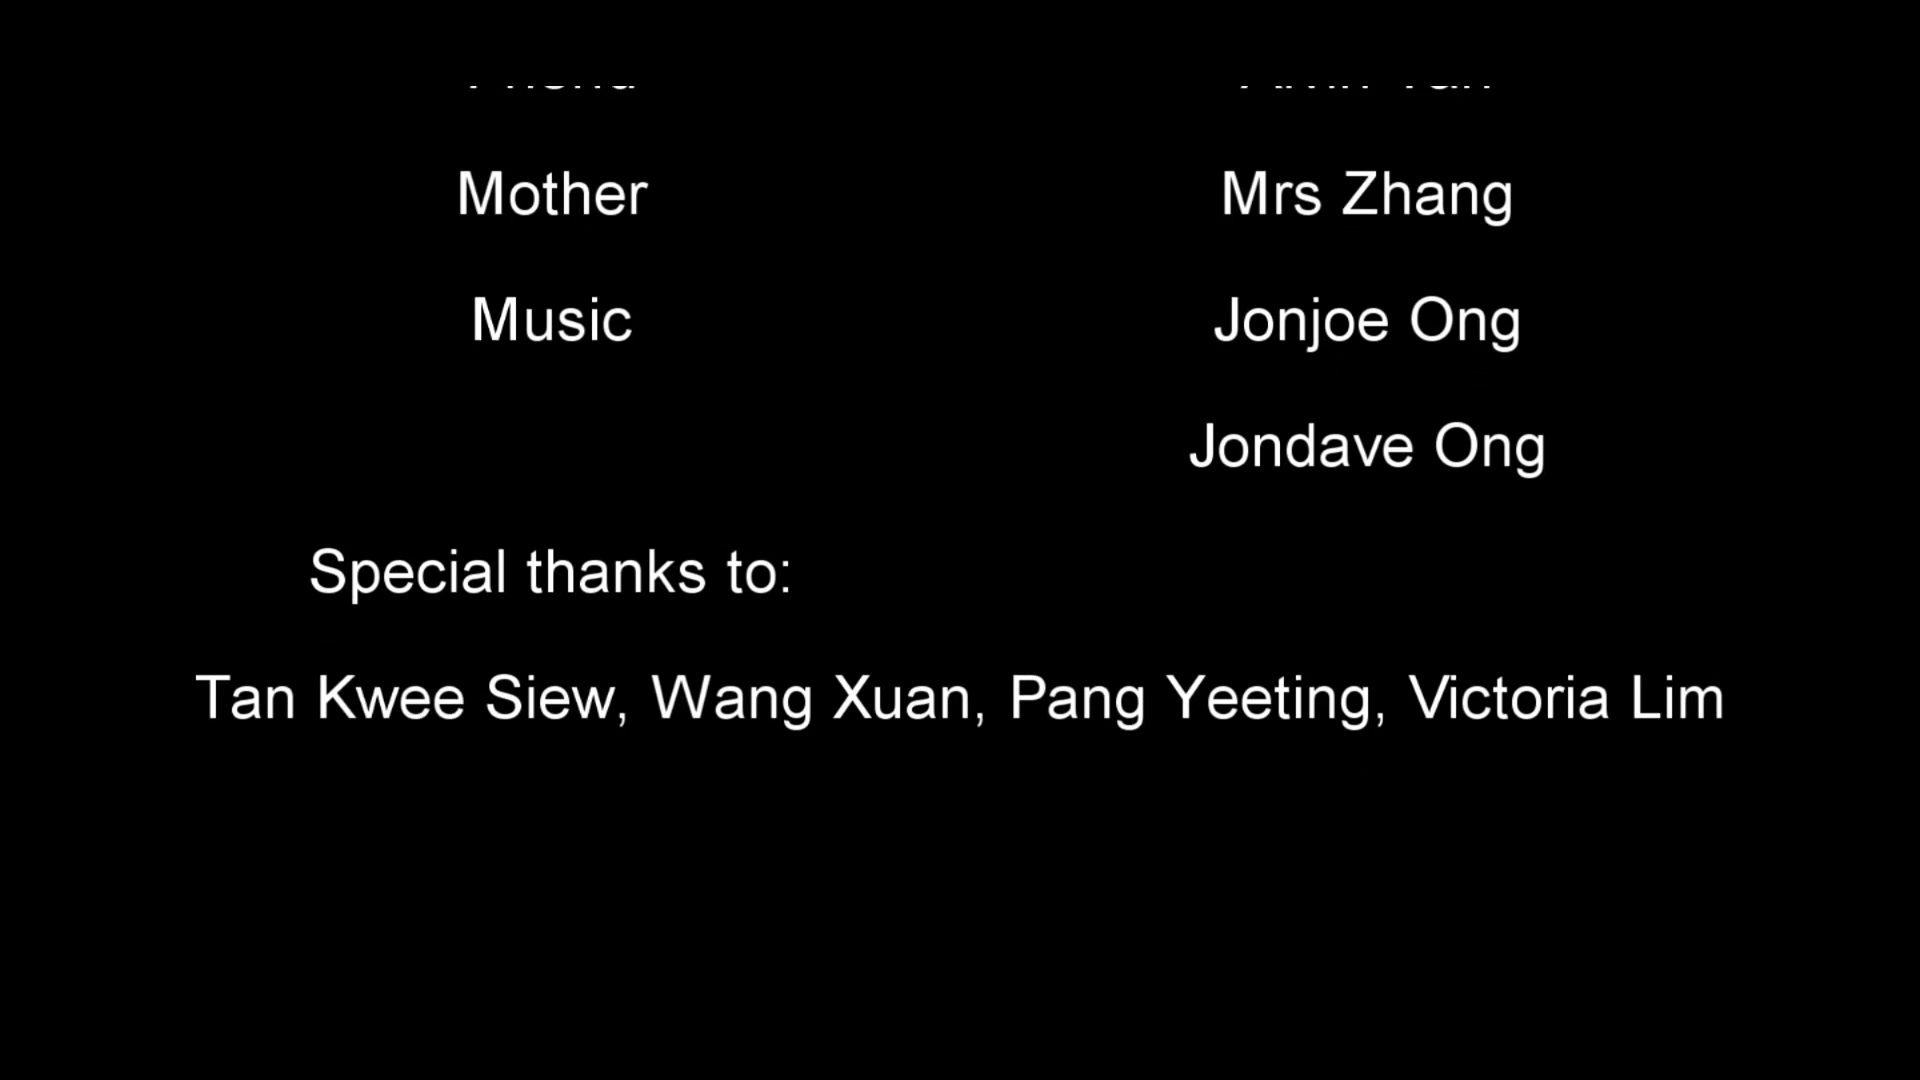 Mother Mrs Zhang
Music Jonjoe Ong
Jondave Ong
Special thanks to:
Tan Kwee Siew, Wang Xuan, Pang Yeeting, Victoria Lim